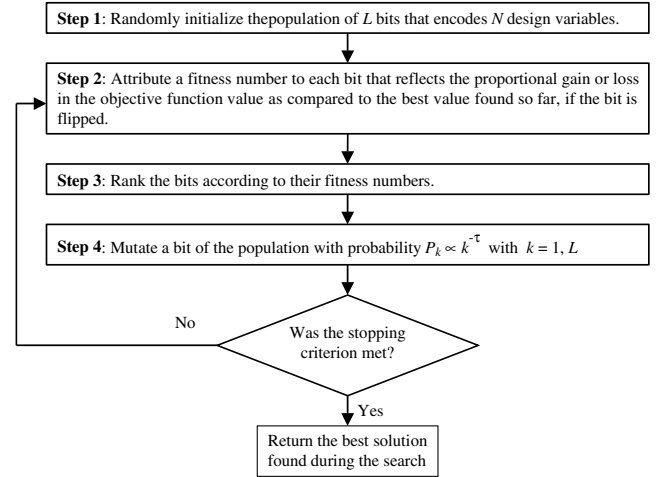 Step 1: Randomly initialize thepopulation of L bits that encodes N design variables.
Step 2: Attribute a fitness number to each bit that reflects the proportional gain or loss
in the objective function value as compared to the best value found so far, if the bit is
flipped.
Step 3: Rank the bits according to their fitness numbers.
Step 4: Mutate a bit of the population with probability P_k ∝ k^-τ with k = 1, L
No
Was the stopping
criterion met?
Yes
Return the best solution
found during the search